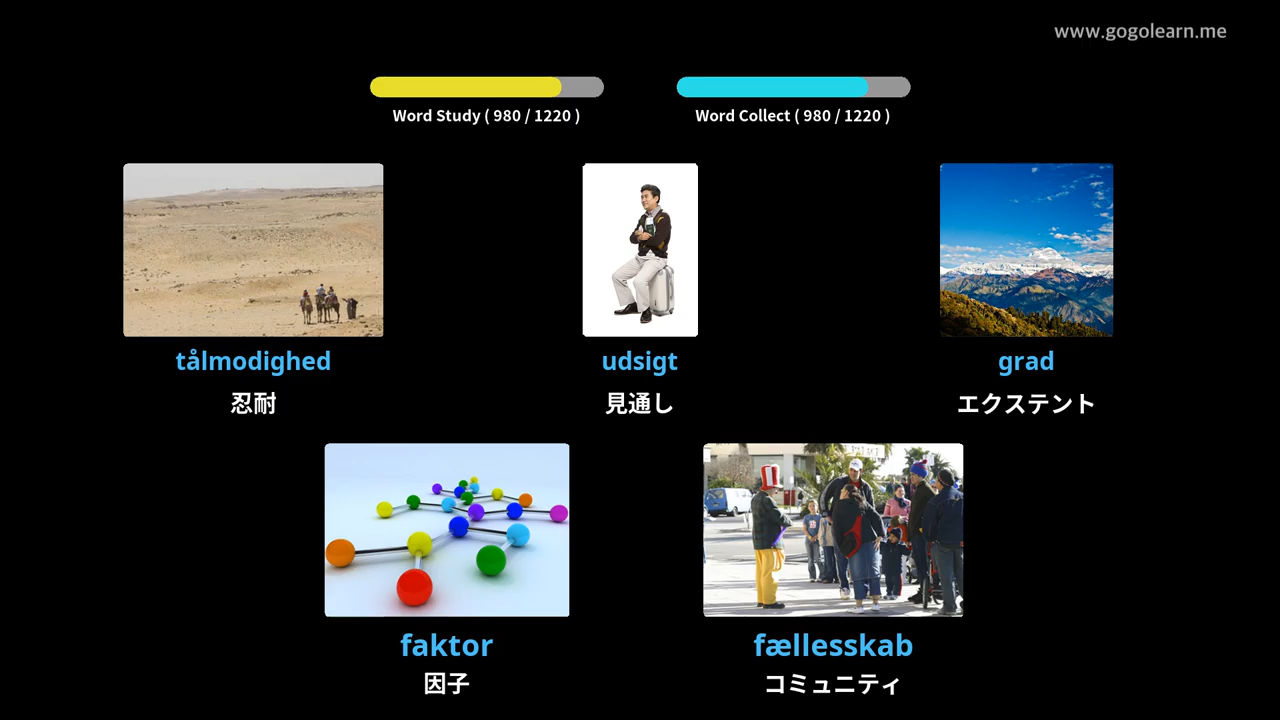 www.gogolearn.me
Word Study ( 980 / 1220 )
Word Collect ( 980 / 1220 )
tålmodighed
忍耐
udsigt
見通し
grad
エクステント
faktor
因子
fællesskab
コミュニティ